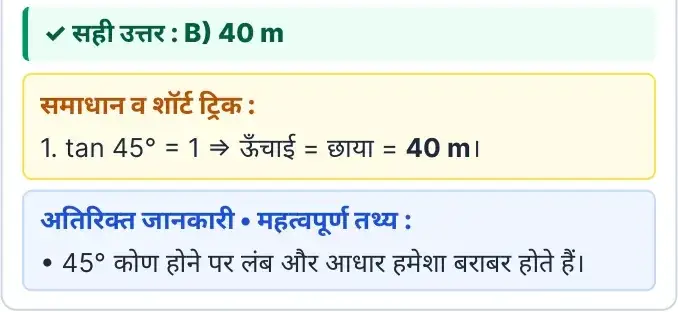 ✓ सही उत्तर : B) 40 m
समाधान व शॉर्ट ट्रिक :
1. tan 45° = 1 ⇒ ऊँचाई = छाया = 40 m।
अतिरिक्त जानकारी • महत्वपूर्ण तथ्य :
• 45° कोण होने पर लंब और आधार हमेशा बराबर होते हैं।